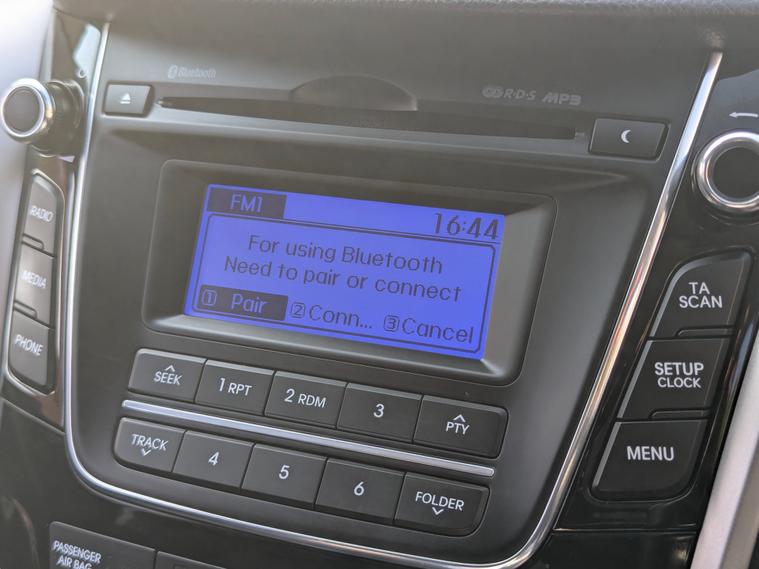 Bluetooth
R·D·S MP3
RADIO
MEDIA
PHONE
FM1
16:44
For using Bluetooth
Need to pair or connect
1 Pair 2 Conn... 3 Cancel
SEEK
1 RPT
2 RDM
3
PTY
TRACK
4
5
6
FOLDER
TA
SCAN
SETUP
CLOCK
MENU
PASSENGER
AIR BAG